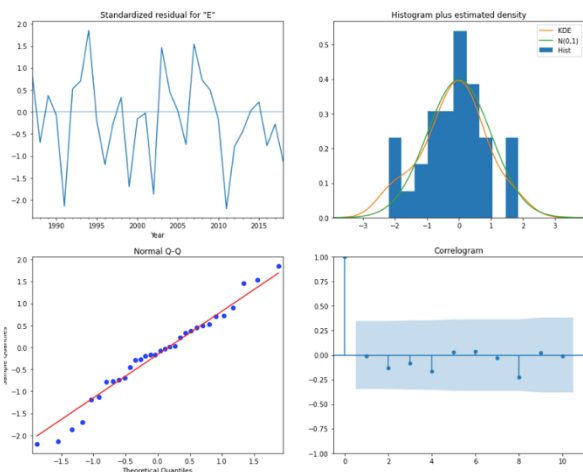 Standardized residual for "E"
2.0
1.5
1.0
0.5
0.0
−0.5
−1.0
−1.5
−2.0
1990 1995 2000 2005 2010 2015
Year
Histogram plus estimated density
KDE
N(0,1)
Hist
0.5
0.4
0.3
0.2
0.1
0.0
−3 −2 −1 0 1 2 3
Normal Q-Q
2.0
1.5
1.0
0.5
0.0
−0.5
−1.0
−1.5
−2.0
Sample Quantiles
−1.5 −1.0 −0.5 0.0 0.5 1.0 1.5
Theoretical Quantiles
Correlogram
1.00
0.75
0.50
0.25
0.00
−0.25
−0.50
−0.75
−1.00
0 2 4 6 8 10